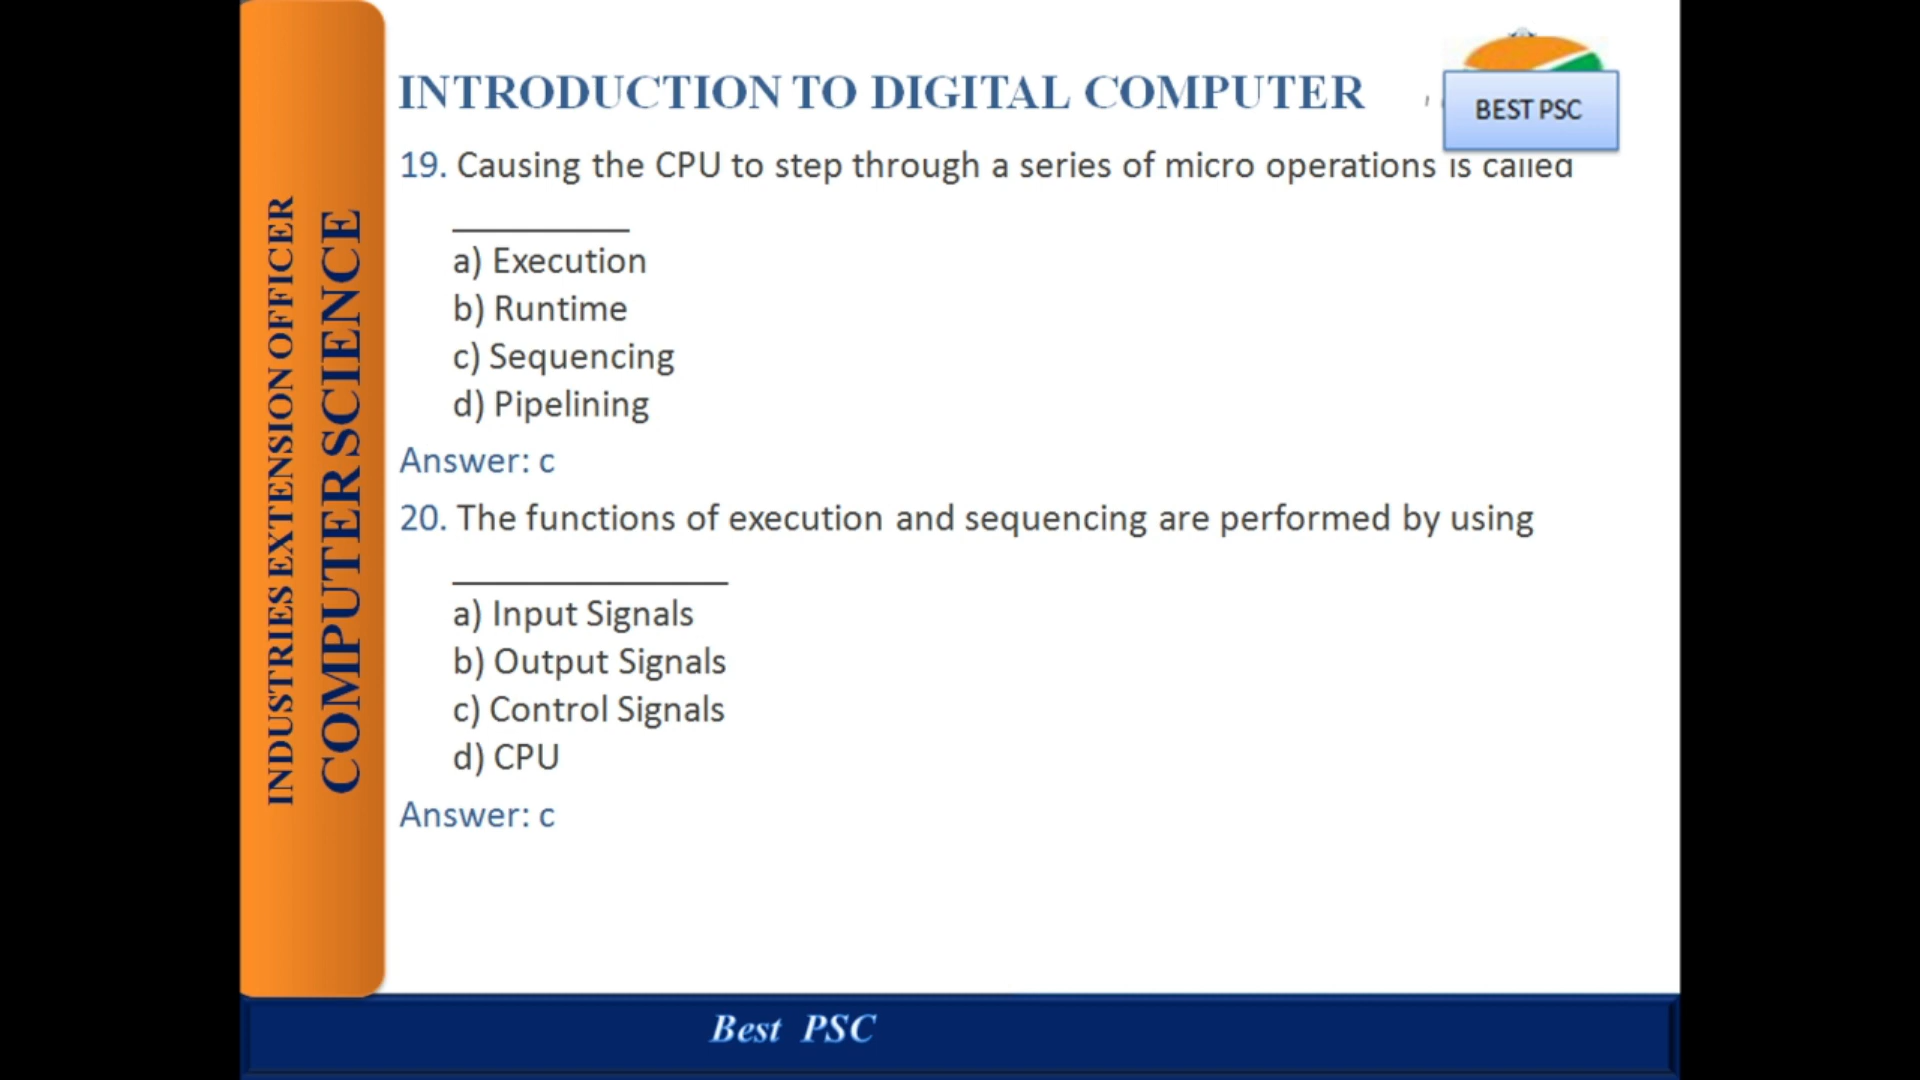 INDUSTRIES EXTENSION OFFICER
COMPUTER SCIENCE
INTRODUCTION TO DIGITAL COMPUTER
BEST PSC
19. Causing the CPU to step through a series of micro operations is called
___________
a) Execution
b) Runtime
c) Sequencing
d) Pipelining
Answer: c
20. The functions of execution and sequencing are performed by using
_________________
a) Input Signals
b) Output Signals
c) Control Signals
d) CPU
Answer: c
Best PSC